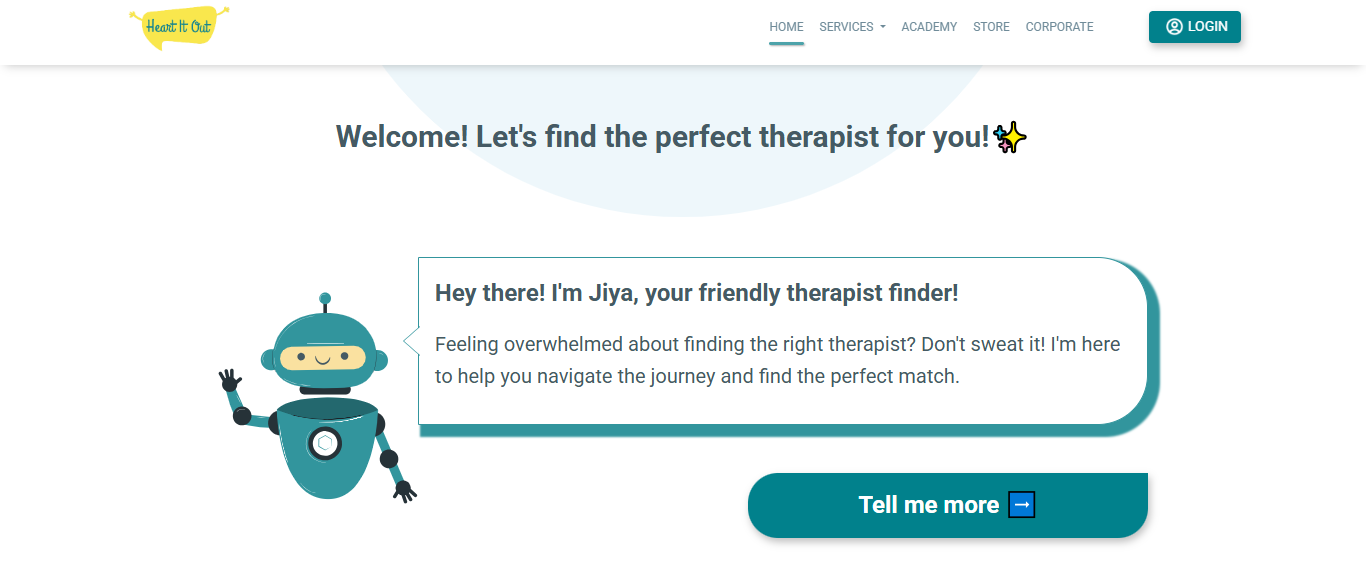 Heart It Out
HOME SERVICES ACADEMY STORE CORPORATE LOGIN
Welcome! Let's find the perfect therapist for you!✨
Hey there! I'm Jiya, your friendly therapist finder!
Feeling overwhelmed about finding the right therapist? Don't sweat it! I'm here
to help you navigate the journey and find the perfect match.
Tell me more ➡️